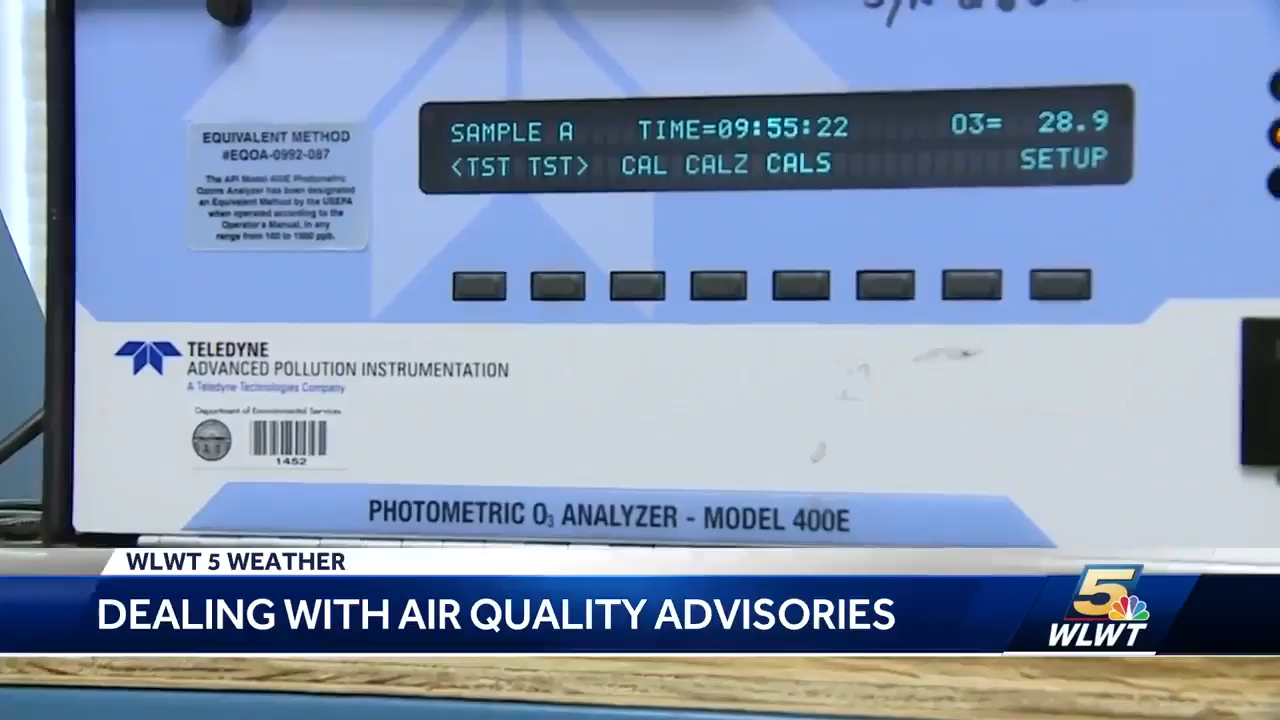 SAMPLE A TIME=09:55:22 O3= 28.9
<TST TST> CAL CALZ CALS SETUP
EQUIVALENT METHOD
#EQOA-0992-087
The API Model 400E Photometric
Ozone Analyzer has been designated
an Equivalent Method by the USEPA
when operated according to the
Operator's Manual, in any
range from 100 to 1000 ppb.
TELEDYNE
ADVANCED POLLUTION INSTRUMENTATION
A Teledyne Technologies Company
Department of Environmental Services
1452
PHOTOMETRIC O3 ANALYZER - MODEL 400E
WLWT 5 WEATHER
DEALING WITH AIR QUALITY ADVISORIES
5
WLWT